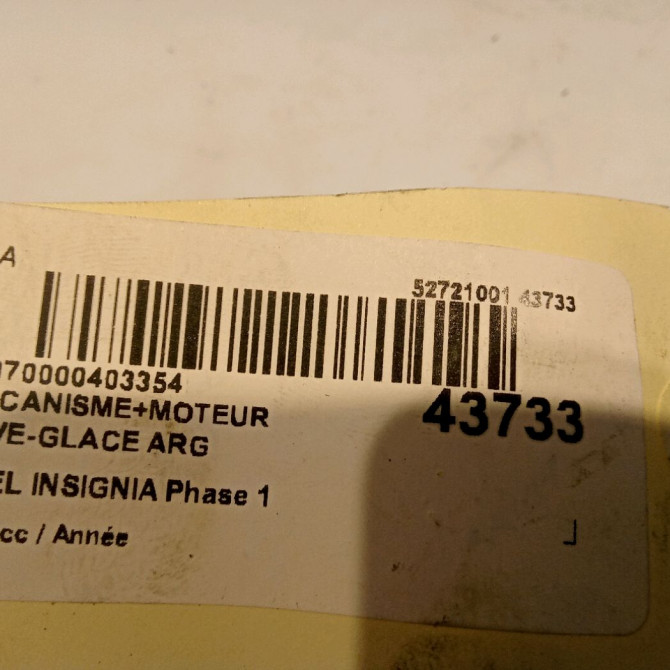 A
52721001 43733
070000403354
CANISME+MOTEUR
43733
VE-GLACE ARG
EL INSIGNIA Phase 1
cc / Année